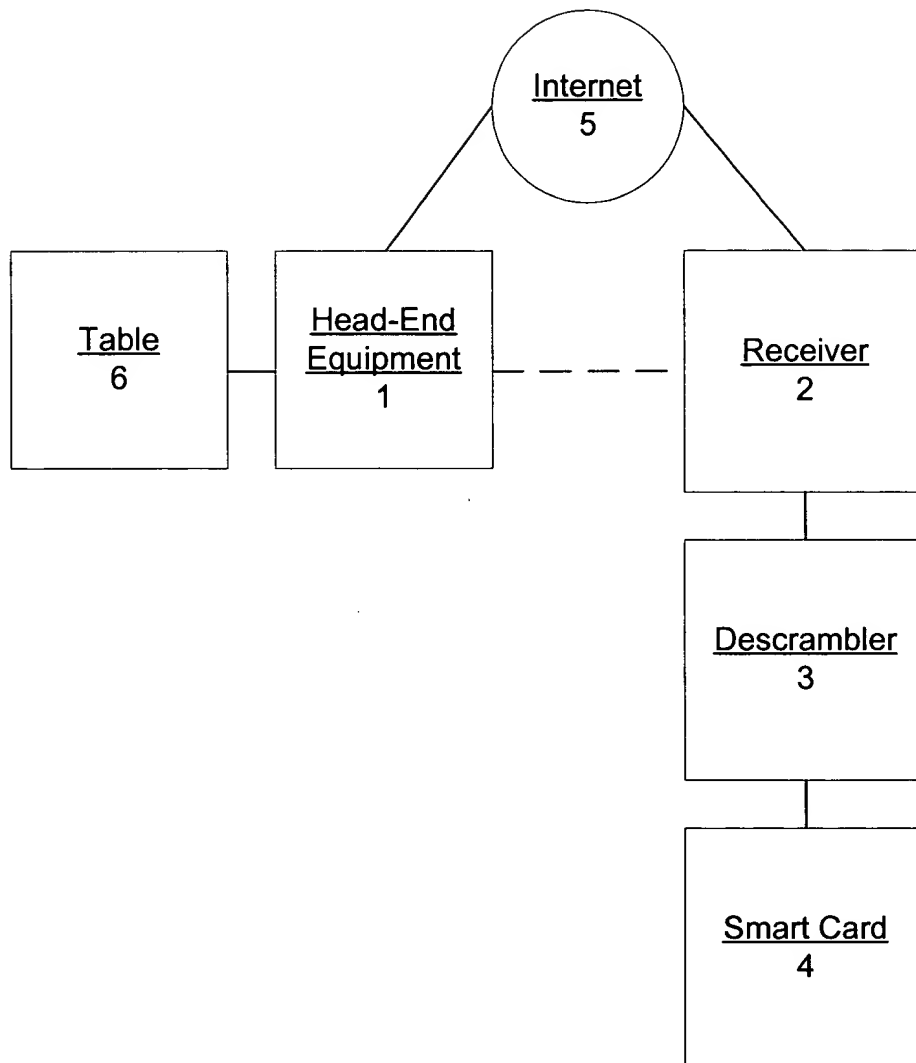 Internet
5
Table
6
Head-End
Equipment
1
Receiver
2
Descrambler
3
Smart Card
4